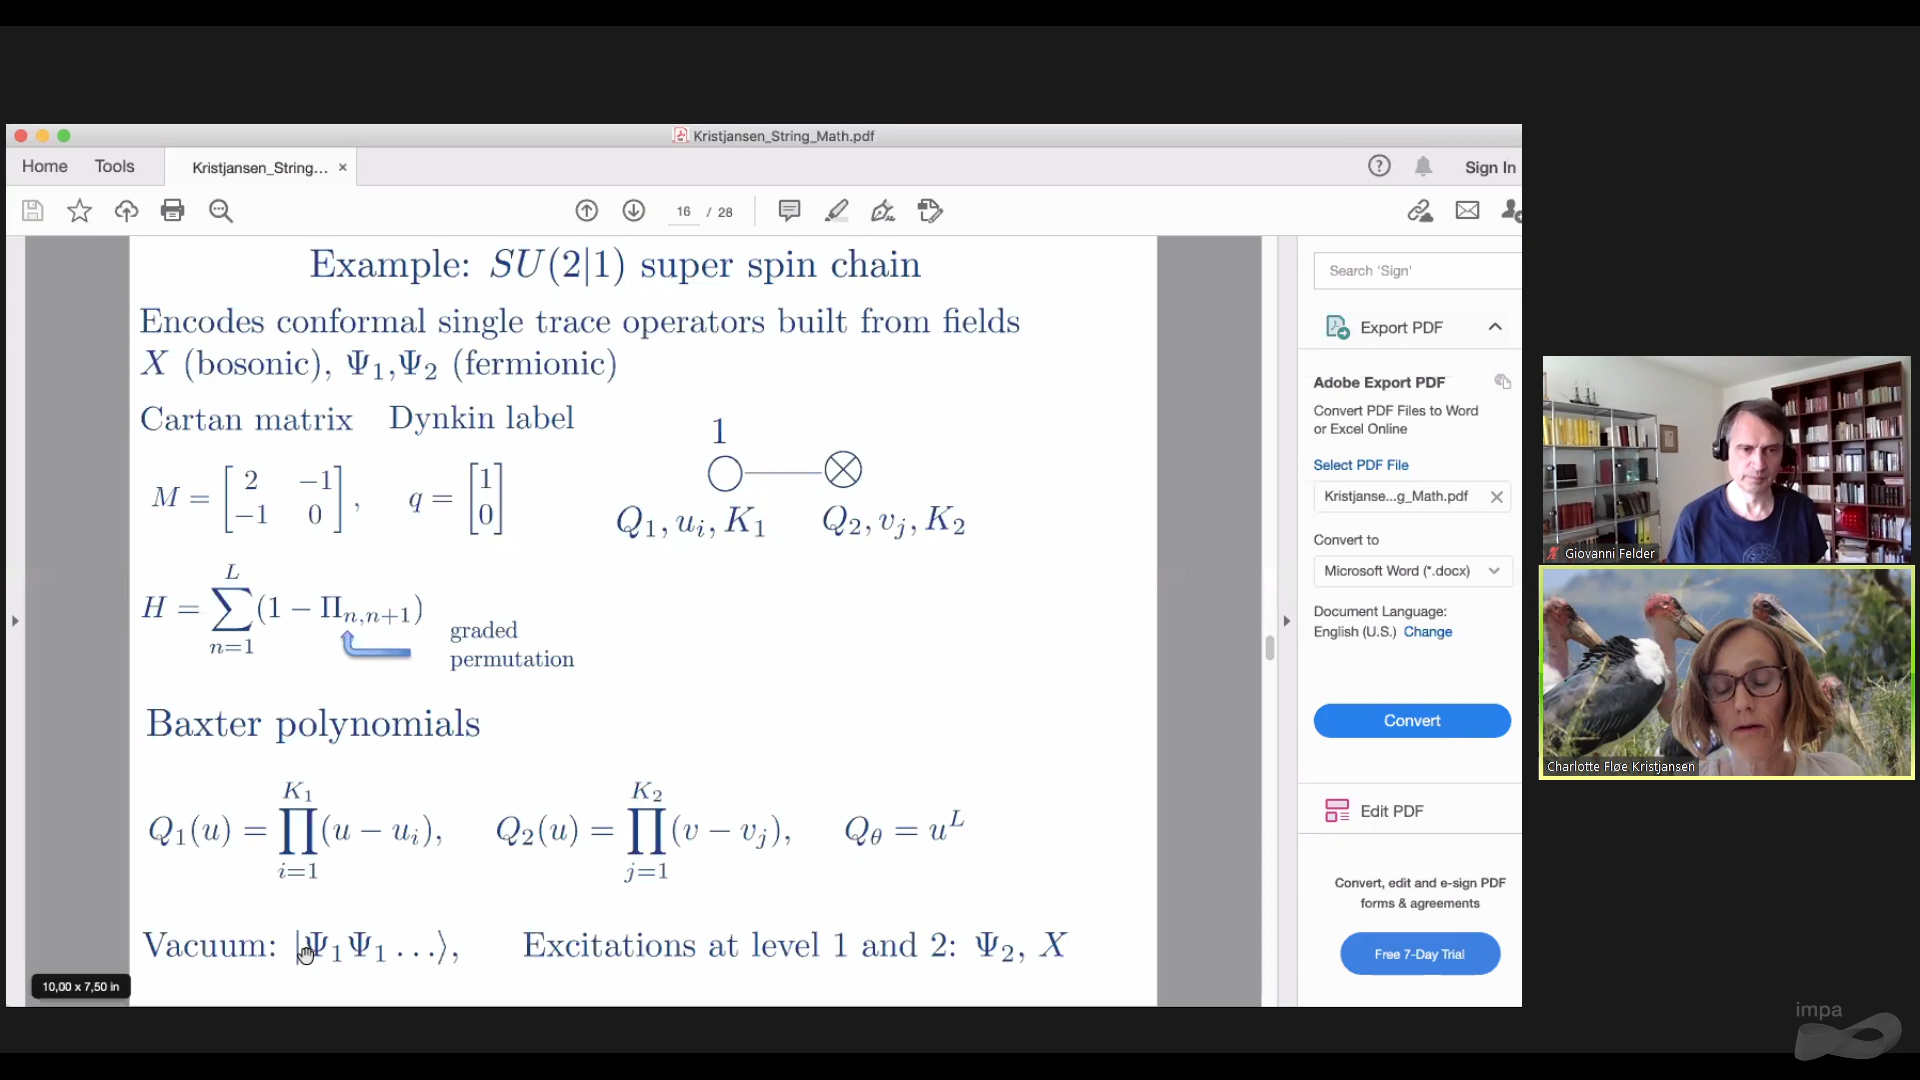 Kristjansen_String_Math.pdf
Home Tools Kristjansen_String... × Sign In
16 / 28
Example: SU(2|1) super spin chain
Encodes conformal single trace operators built from fields
X (bosonic), Ψ₁,Ψ₂ (fermionic)
Cartan matrix Dynkin label
1
M = [2 −1; −1 0], q = [1; 0]
Q₁, uᵢ, K₁ Q₂, vⱼ, K₂
H = ∑_{n=1}^{L} (1 − Π_{n,n+1})
graded
permutation
Baxter polynomials
Q₁(u) = ∏_{i=1}^{K₁} (u − uᵢ), Q₂(u) = ∏_{j=1}^{K₂} (v − vⱼ), Q_θ = u^L
Vacuum: |Ψ₁Ψ₁ ...⟩, Excitations at level 1 and 2: Ψ₂, X
10,00 x 7,50 in
Search 'Sign'
Export PDF
Adobe Export PDF
Convert PDF Files to Word
or Excel Online
Select PDF File
Kristjanse...g_Math.pdf ×
Convert to
Microsoft Word (*.docx)
Document Language:
English (U.S.) Change
Convert
Edit PDF
Convert, edit and e-sign PDF
forms & agreements
Free 7-Day Trial
Giovanni Felder
Charlotte Fløe Kristjansen
impa